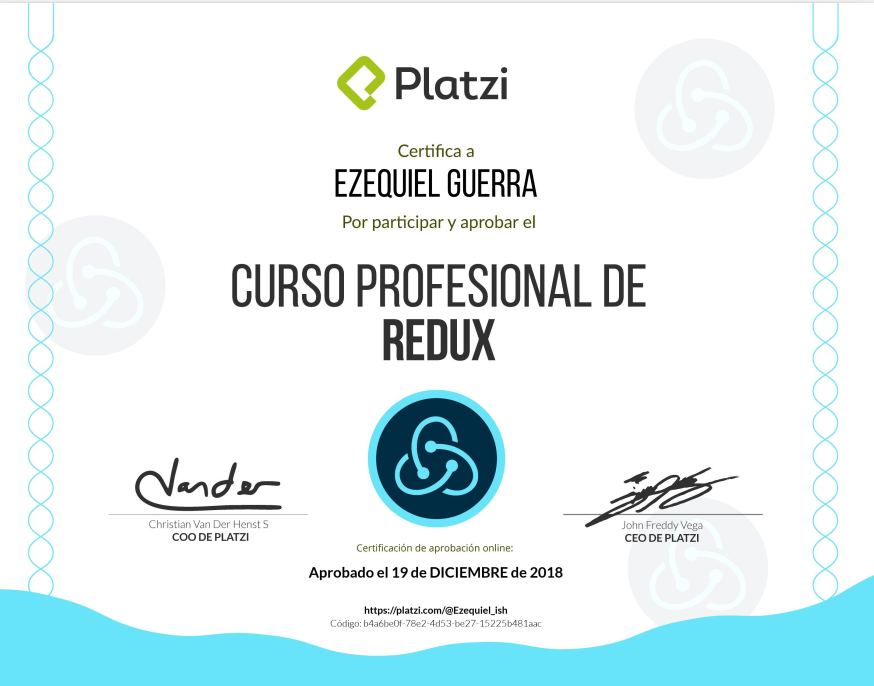 Platzi
Certifica a
EZEQUIEL GUERRA
Por participar y aprobar el
CURSO PROFESIONAL DE
REDUX
Vander
Christian Van Der Henst S
COO DE PLATZI
John Freddy Vega
CEO DE PLATZI
Certificación de aprobación online:
Aprobado el 19 de DICIEMBRE de 2018
https://platzi.com/@Ezequiel_ish
Código: b4a6be0f-78e2-4d53-be27-15225b481aac